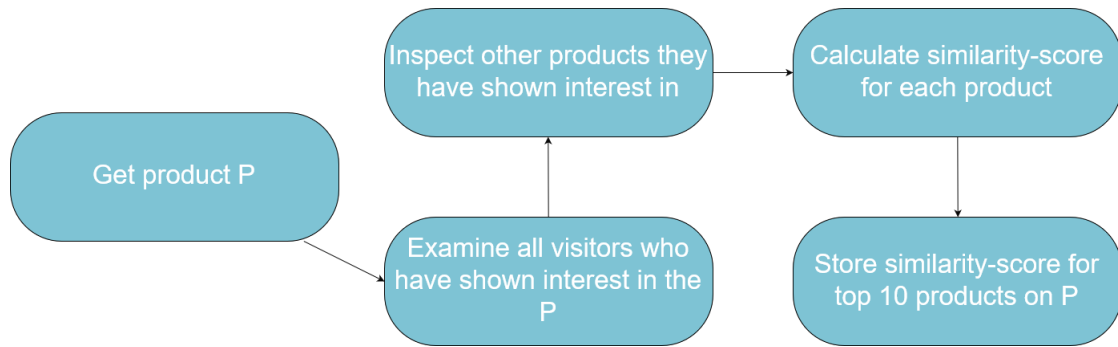 Get product P
Examine all visitors who
have shown interest in the
P
Inspect other products they
have shown interest in
Calculate similarity-score
for each product
Store similarity-score for
top 10 products on P